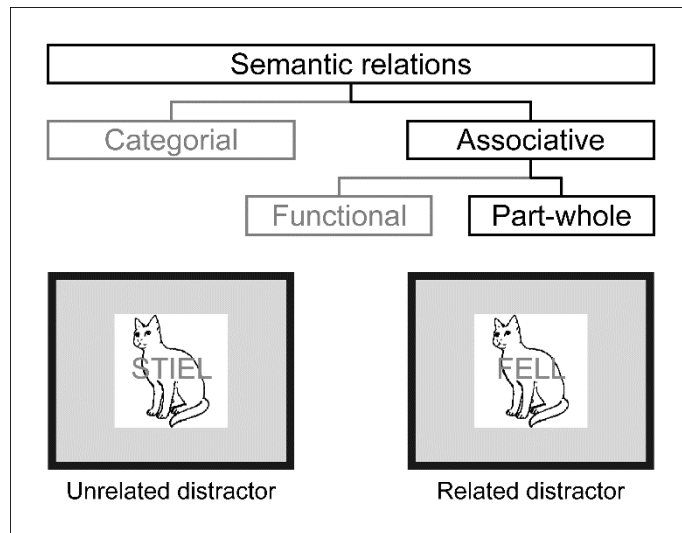 Semantic relations
Categorial
Associative
Functional
Part-whole
STIEL
FELL
Unrelated distractor
Related distractor